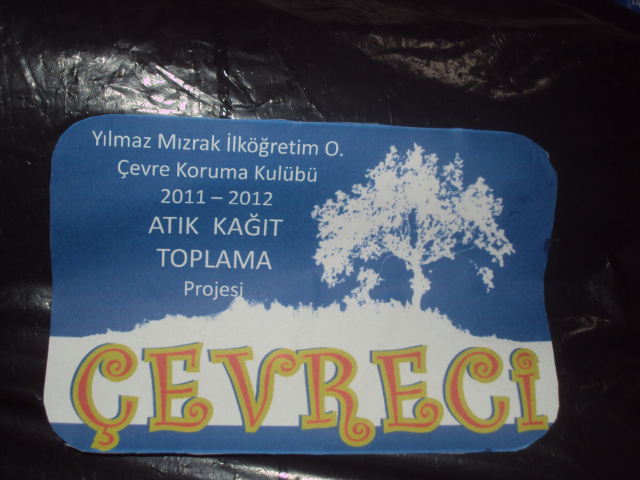 Yılmaz Mızrak İlköğretim O.
Çevre Koruma Kulübü
2011 – 2012
ATIK KAĞIT
TOPLAMA
Projesi
ÇEVRECİ